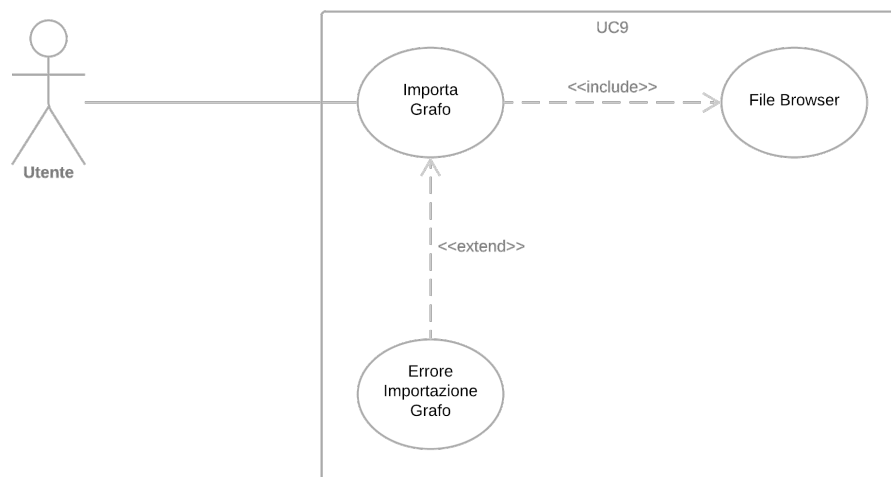 UC9
Importa
Grafo
<<include>>
File Browser
Utente
<<extend>>
Errore
Importazione
Grafo